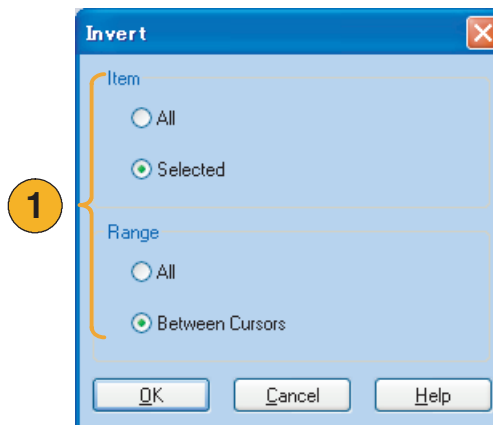 Invert
Item
All
Selected
1
Range
All
Between Cursors
OK
Cancel
Help